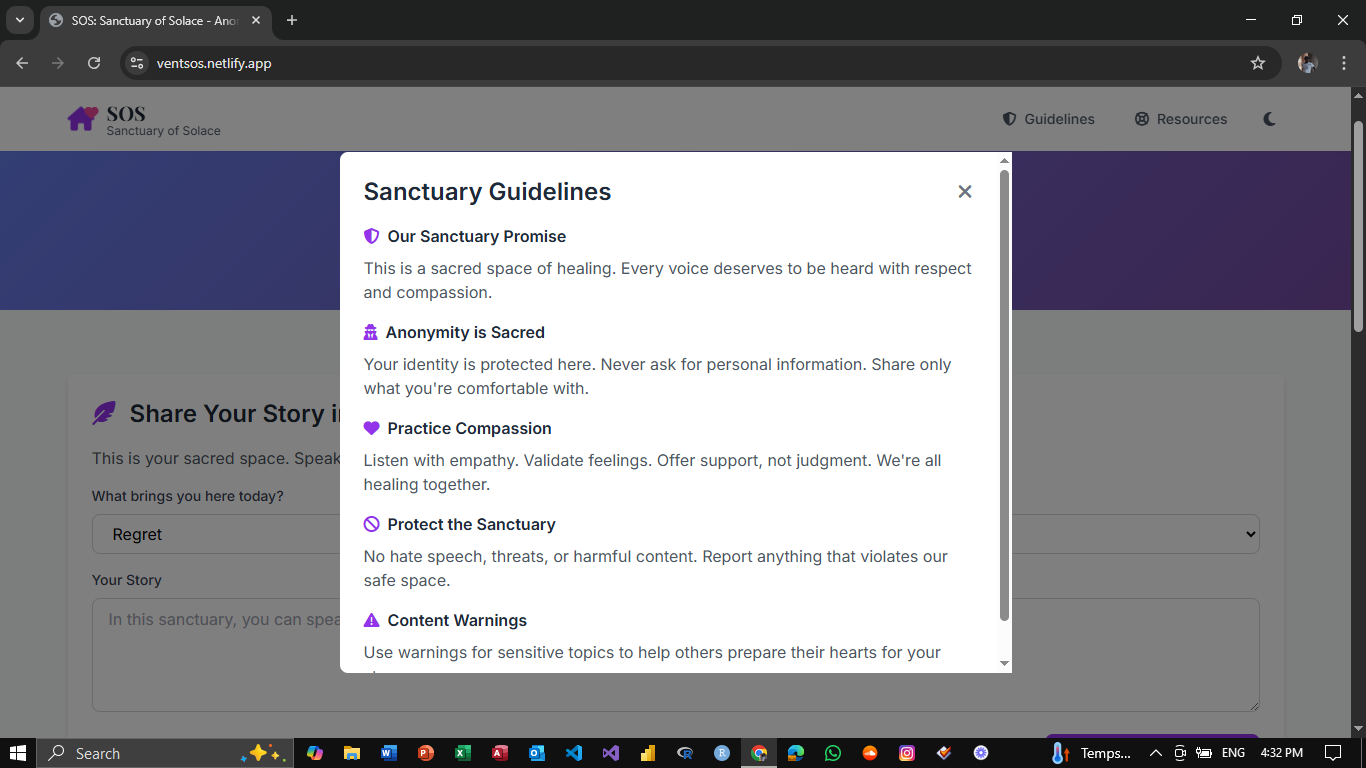 SOS: Sanctuary of Solace - Ano
ventsos.netlify.app
SOS
Sanctuary of Solace
Guidelines
Resources
Sanctuary Guidelines
Our Sanctuary Promise
This is a sacred space of healing. Every voice deserves to be heard with respect
and compassion.
Anonymity is Sacred
Your identity is protected here. Never ask for personal information. Share only
what you're comfortable with.
Practice Compassion
Listen with empathy. Validate feelings. Offer support, not judgment. We're all
healing together.
Protect the Sanctuary
No hate speech, threats, or harmful content. Report anything that violates our
safe space.
Content Warnings
Use warnings for sensitive topics to help others prepare their hearts for your
Share Your Story
This is your sacred space. Speak
What brings you here today?
Regret
Your Story
In this sanctuary, you can
Search
Temps...
ENG
4:32 PM